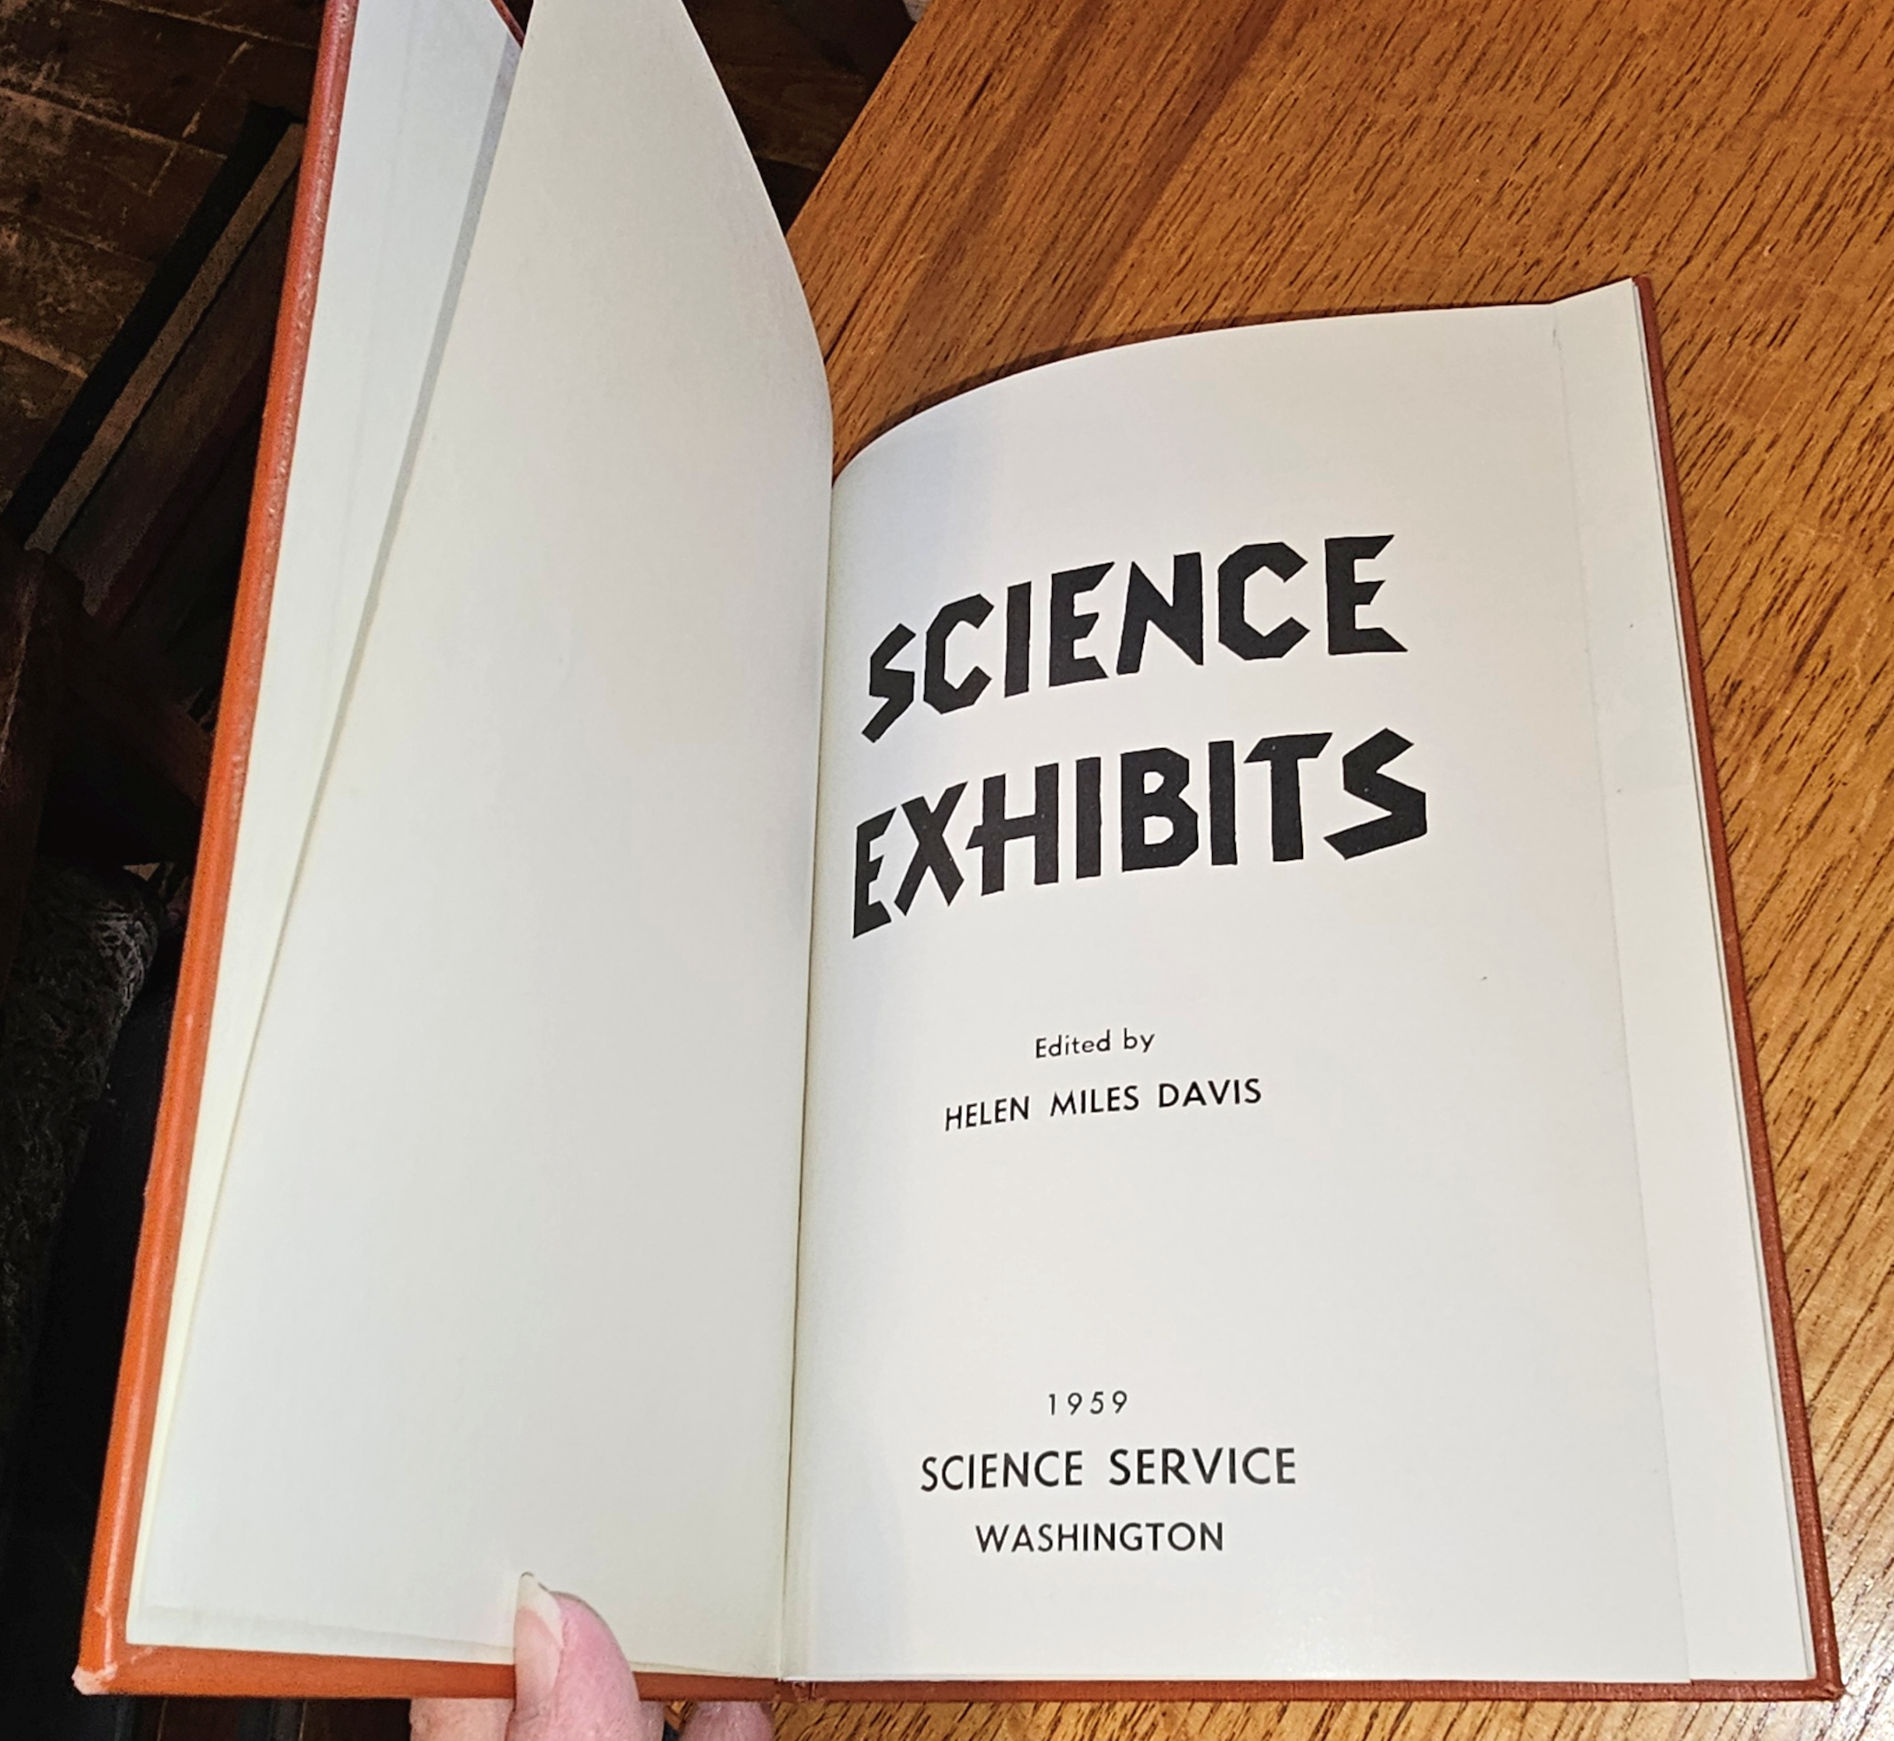 SCIENCE
EXHIBITS
Edited by
HELEN MILES DAVIS
1959
SCIENCE SERVICE
WASHINGTON